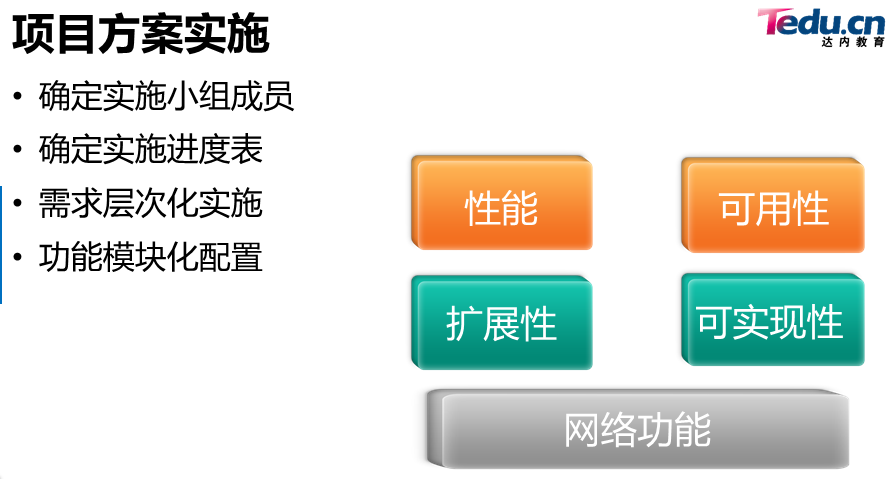 项目方案实施
Tedu.cn
达内教育
• 确定实施小组成员
• 确定实施进度表
• 需求层次化实施
• 功能模块化配置
性能
可用性
扩展性
可实现性
网络功能